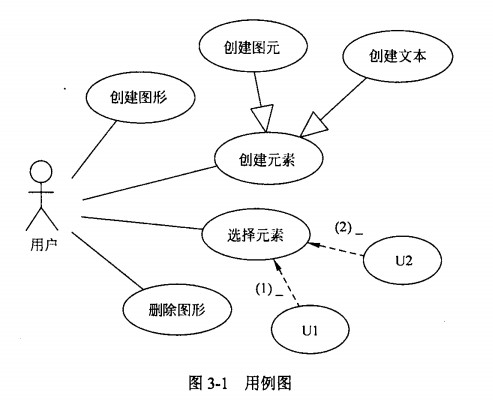 创建图元
创建文本
创建图形
创建元素
用户
选择元素
(2)_
U2
(1)_
删除图形
U1
图 3-1 用例图